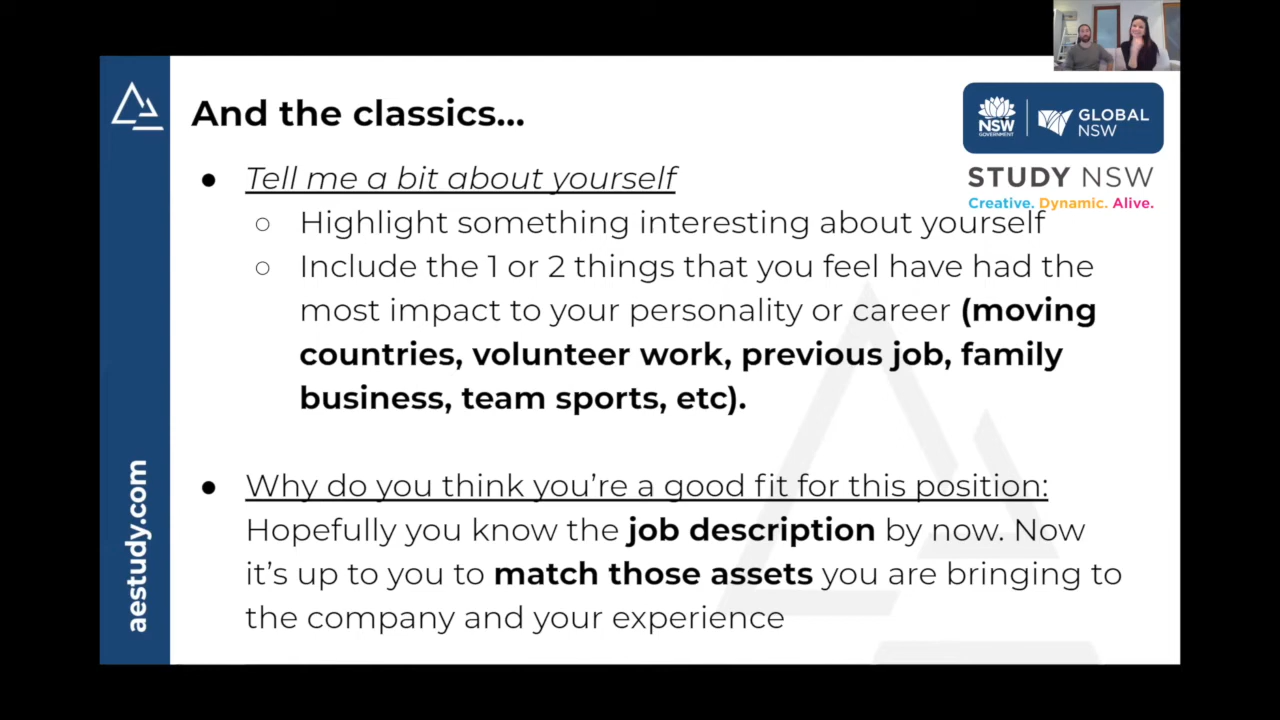 And the classics...
NSW
GOVERNMENT
GLOBAL
NSW
STUDY NSW
Creative. Dynamic. Alive.
● Tell me a bit about yourself
○ Highlight something interesting about yourself
○ Include the 1 or 2 things that you feel have had the
most impact to your personality or career (moving
countries, volunteer work, previous job, family
business, team sports, etc).
● Why do you think you’re a good fit for this position:
Hopefully you know the job description by now. Now
it’s up to you to match those assets you are bringing to
the company and your experience
aestudy.com